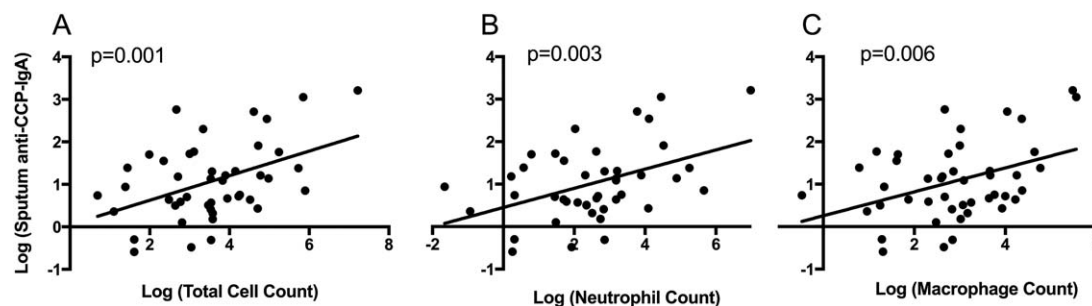 A
B
C
p=0.001
p=0.003
p=0.006
Log (Sputum anti-CCP-IgA)
4
3
2
1
0
-1
2
4
6
8
Log (Total Cell Count)
4
3
2
1
0
-1
-2
2
4
6
Log (Neutrophil Count)
4
3
2
1
0
-1
2
4
Log (Macrophage Count)